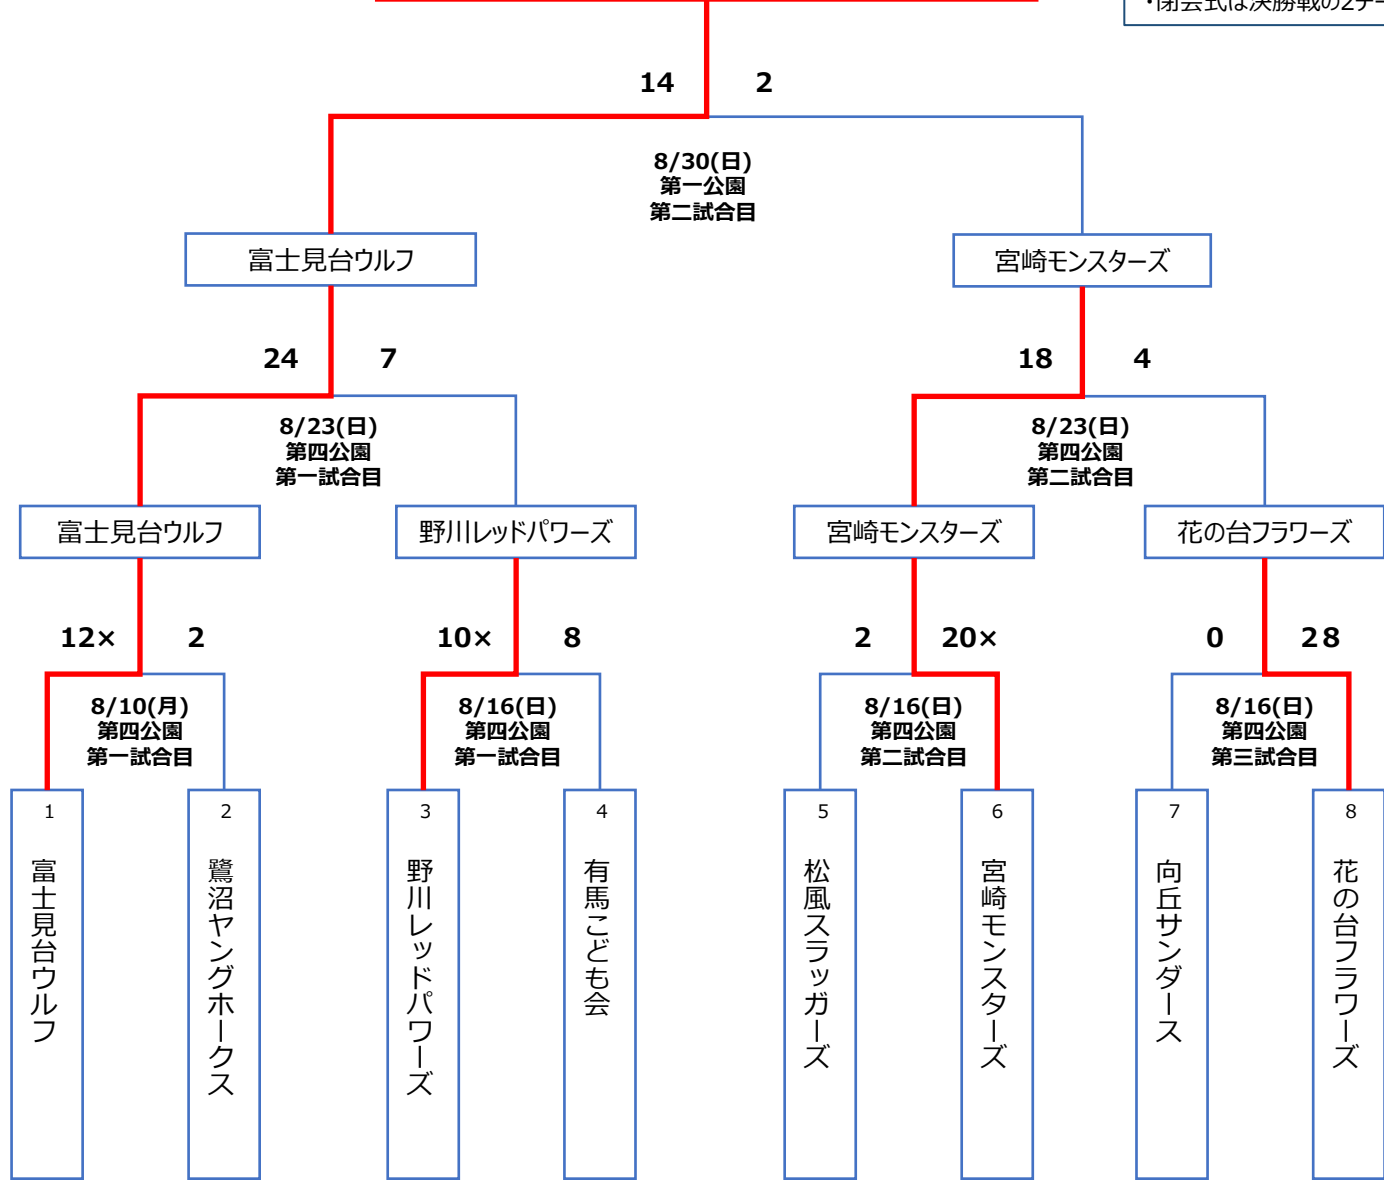 ・閉会式は決勝戦の2チー
14 2
8/30(日)
第一公園
第二試合目
富士見台ウルフ 宮崎モンスターズ
24 7 18 4
8/23(日)
第四公園
第一試合目
8/23(日)
第四公園
第二試合目
富士見台ウルフ 野川レッドパワーズ 宮崎モンスターズ 花の台フラワーズ
12× 2 10× 8 2 20× 0 28
8/10(月)
第四公園
第一試合目
8/16(日)
第四公園
第一試合目
8/16(日)
第四公園
第二試合目
8/16(日)
第四公園
第三試合目
1
富士見台ウルフ
2
鷺沼ヤングホークス
3
野川レッドパワーズ
4
有馬こども会
5
松風スラッガーズ
6
宮崎モンスターズ
7
向丘サンダース
8
花の台フラワーズ